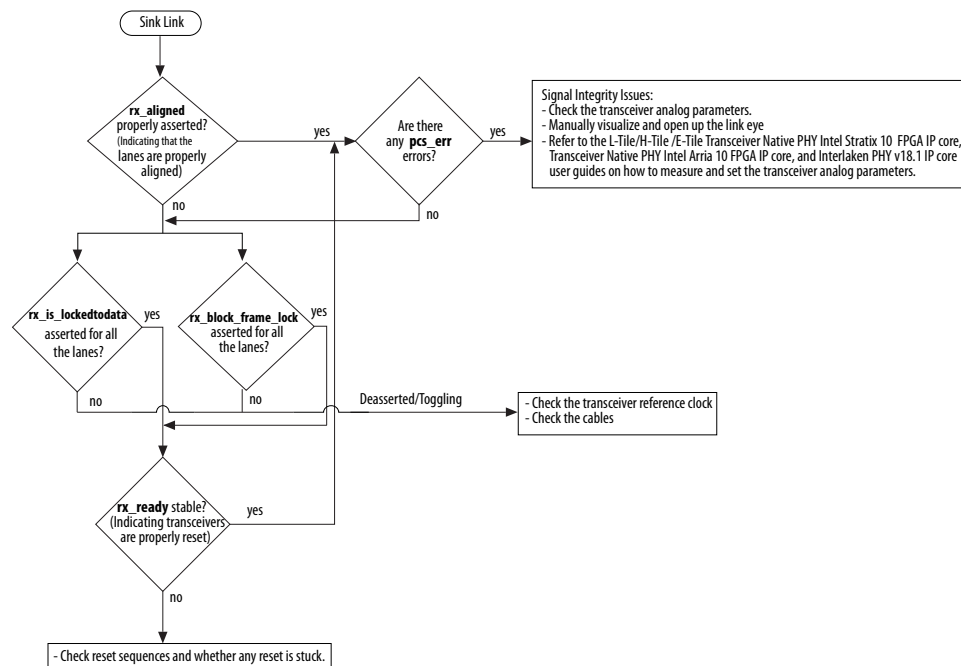 Sink Link
rx_aligned
properly asserted?
(Indicating that the
lanes are properly
aligned)
yes
no
Are there
any pcs_err
errors?
yes
no
Signal Integrity Issues:
- Check the transceiver analog parameters.
- Manually visualize and open up the link eye
- Refer to the L-Tile/H-Tile /E-Tile Transceiver Native PHY Intel Stratix 10 FPGA IP core,
Transceiver Native PHY Intel Arria 10 FPGA IP core, and Interlaken PHY v18.1 IP core
user guides on how to measure and set the transceiver analog parameters.
rx_is_lockedtodata
asserted for all
the lanes?
yes
no
rx_block_frame_lock
asserted for all
the lanes?
yes
no
Deasserted/Toggling
- Check the transceiver reference clock
- Check the cables
rx_ready stable?
(Indicating transceivers
are properly reset)
yes
no
- Check reset sequences and whether any reset is stuck.